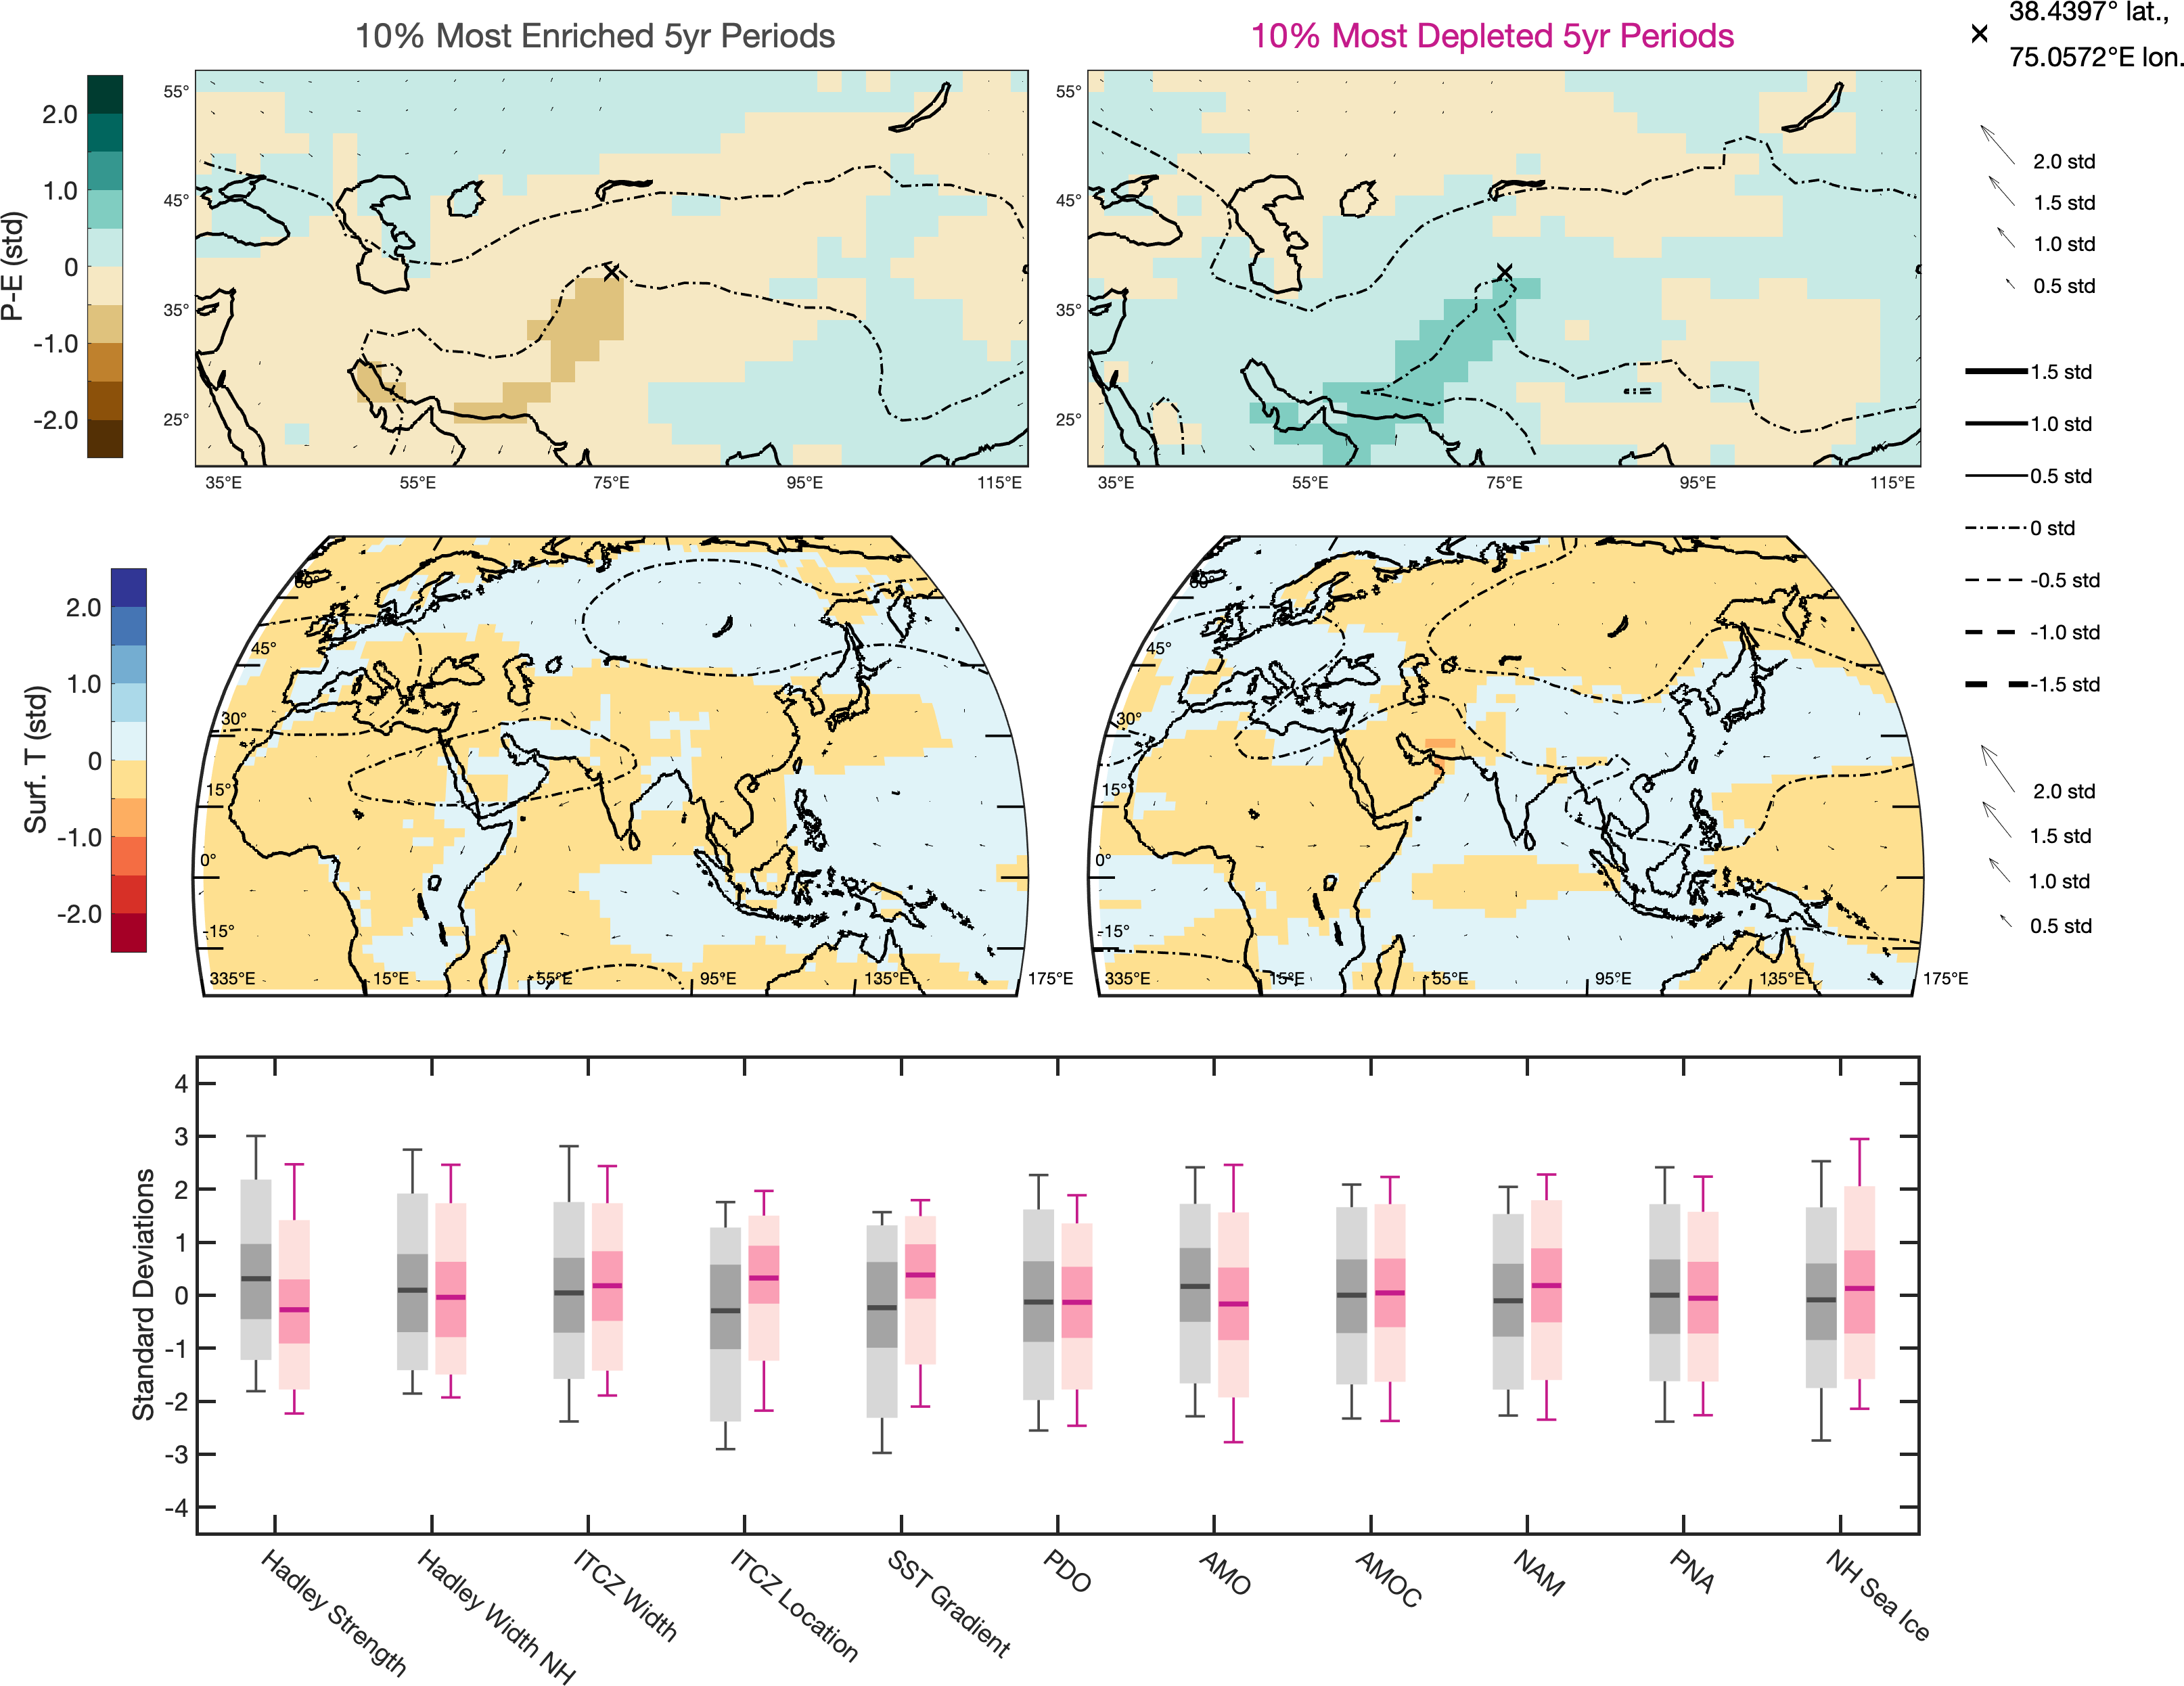 10% Most Enriched 5yr Periods
10% Most Depleted 5yr Periods
38.4397° lat.,
75.0572°E lon.
P-E (std)
2.0
1.0
0
-1.0
-2.0
55°
45°
35°
25°
35°E 55°E 75°E 95°E 115°E
55°
45°
35°
25°
35°E 55°E 75°E 95°E 115°E
2.0 std
1.5 std
1.0 std
0.5 std
1.5 std
1.0 std
0.5 std
0 std
-0.5 std
-1.0 std
-1.5 std
Surf. T (std)
2.0
1.0
0
-1.0
-2.0
60°
45°
30°
15°
0°
-15°
335°E 15°E 55°E 95°E 135°E 175°E
60°
45°
30°
15°
0°
-15°
335°E 15°E 55°E 95°E 135°E 175°E
2.0 std
1.5 std
1.0 std
0.5 std
Standard Deviations
4
3
2
1
0
-1
-2
-3
-4
Hadley Strength
Hadley Width NH
ITCZ Width
ITCZ Location
SST Gradient
PDO
AMO
AMOC
NAM
PNA
NH Sea Ice